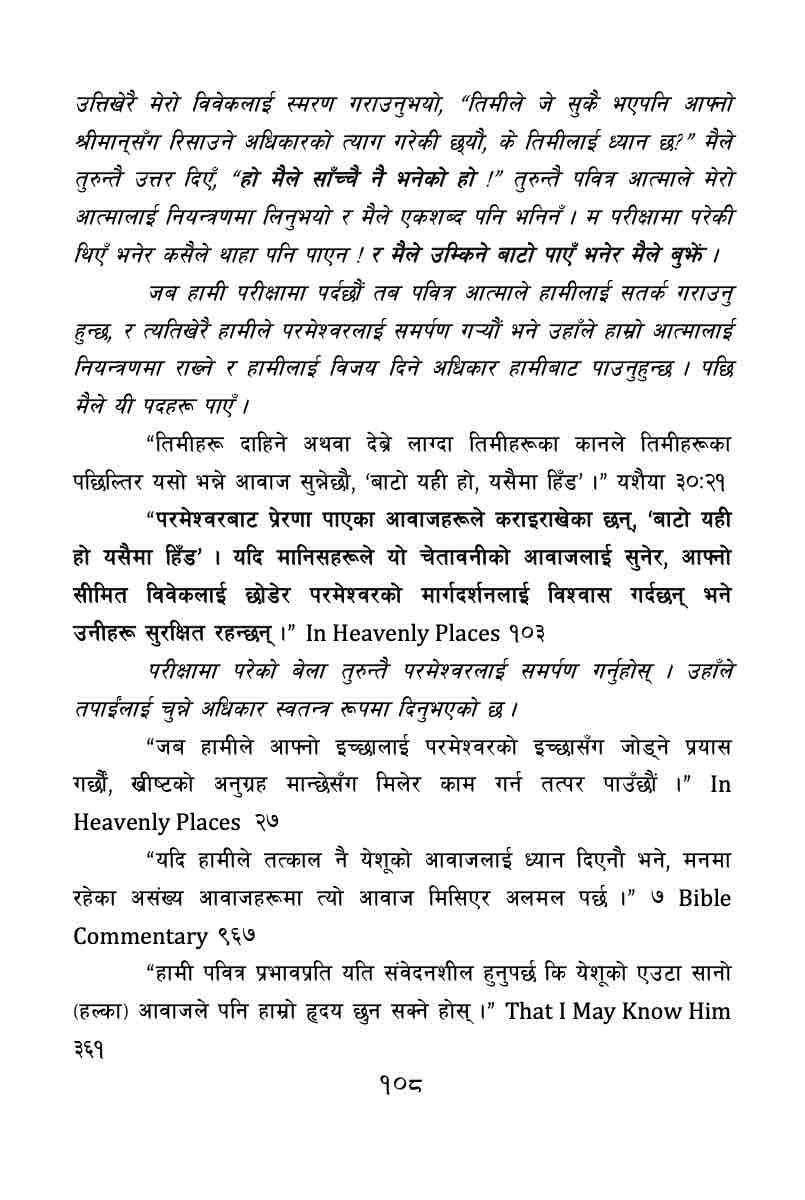 उत्तिखेरै मेरो विवेकलाई स्मरण गराउनुभयो, “तिमीले जे सुकै भएपनि आफ्नो
श्रीमान्‌सँग रिसाउने अधिकारको त्याग गरेकी छ्यौ, के तिमीलाई ध्यान छ?” मैले
तुरुन्तै उत्तर दिएँ, “हो मैले साँच्चै नै भनेको हो !” तुरुन्तै पवित्र आत्माले मेरो
आत्मालाई नियन्त्रणमा लिनुभयो र मैले एकशब्द पनि भनिनँ । म परीक्षामा परेकी
थिएँ भनेर कसैले थाहा पनि पाएन ! र मैले उम्किने बाटो पाएँ भनेर मैले बुझें ।
जब हामी परीक्षामा पर्दछौं तब पवित्र आत्माले हामीलाई सतर्क गराउनु
हुन्छ, र त्यतिखेरै हामीले परमेश्वरलाई समर्पण गर्‍यौं भने उहाँले हाम्रो आत्मालाई
नियन्त्रणमा राख्ने र हामीलाई विजय दिने अधिकार हामीबाट पाउनुहुन्छ । पछि
मैले यी पदहरू पाएँ ।
“तिमीहरू दाहिने अथवा देब्रे लाग्दा तिमीहरूका कानले तिमीहरूका
पछिल्तिर यसो भन्ने आवाज सुन्नेछौ, ‘बाटो यही हो, यसैमा हिँड’ ।” यशैया ३०:२१
“परमेश्वरबाट प्रेरणा पाएका आवाजहरूले कराइराखेका छन्, ‘बाटो यही
हो यसैमा हिँड’ । यदि मानिसहरूले यो चेतावनीको आवाजलाई सुनेर, आफ्नो
सीमित विवेकलाई छोडेर परमेश्वरको मार्गदर्शनलाई विश्वास गर्दछन् भने
उनीहरू सुरक्षित रहन्छन् ।” In Heavenly Places १०३
परीक्षामा परेको बेला तुरुन्तै परमेश्वरलाई समर्पण गर्नुहोस् । उहाँले
तपाईंलाई चुन्ने अधिकार स्वतन्त्र रूपमा दिनुभएको छ ।
“जब हामीले आफ्नो इच्छालाई परमेश्वरको इच्छासँग जोड्ने प्रयास
गर्छौं, ख्रीष्टको अनुग्रह मान्छेसँग मिलेर काम गर्न तत्पर पाउँछौं ।” In
Heavenly Places २७
“यदि हामीले तत्काल नै येशूको आवाजलाई ध्यान दिएनौ भने, मनमा
रहेका असंख्य आवाजहरूमा त्यो आवाज मिसिएर अलमल पर्छ ।” ७ Bible
Commentary ९६७
“हामी पवित्र प्रभावप्रति यति संवेदनशील हुनुपर्छ कि येशूको एउटा सानो
(हल्का) आवाजले पनि हाम्रो हृदय छुन सक्ने होस् ।” That I May Know Him
३६१
१०८